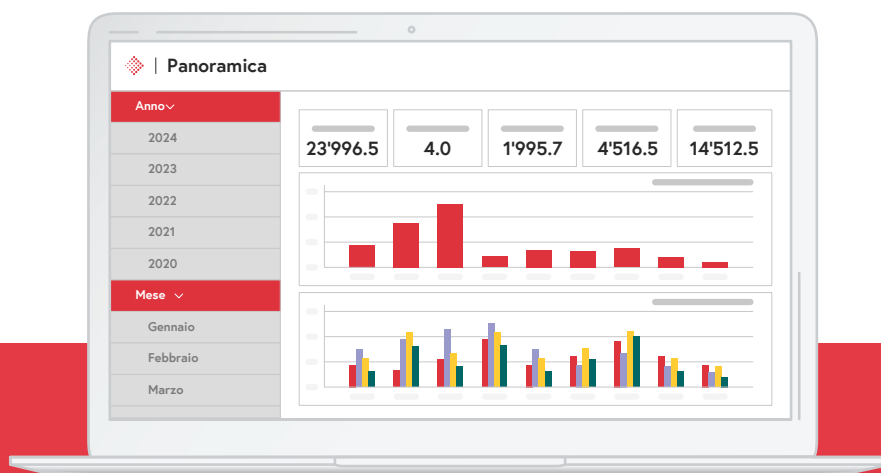 | Panoramica
Anno
2024
2023
2022
2021
2020
Mese
Gennaio
Febbraio
Marzo
23'996.5
4.0
1'995.7
4'516.5
14'512.5